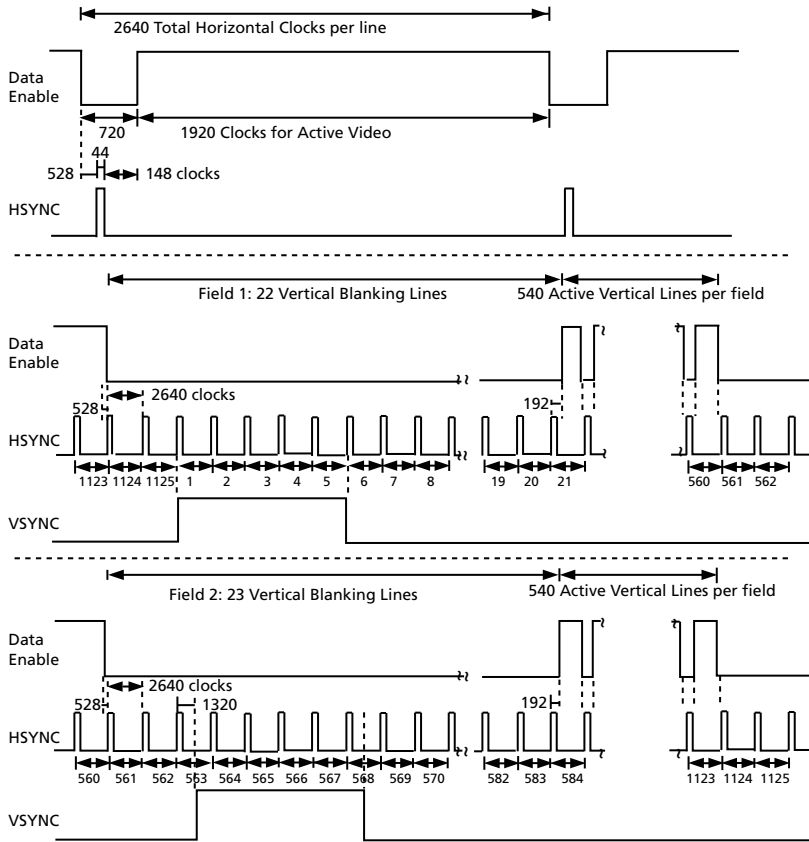 2640 Total Horizontal Clocks per line
Data
Enable
720
1920 Clocks for Active Video
44
528
148 clocks
HSYNC
Field 1: 22 Vertical Blanking Lines
540 Active Vertical Lines per field
Data
Enable
2640 clocks
528
192
HSYNC
1123 1124 1125 1 2 3 4 5 6 7 8 19 20 21 560 561 562
VSYNC
Field 2: 23 Vertical Blanking Lines
540 Active Vertical Lines per field
Data
Enable
2640 clocks
528
1320
192
HSYNC
560 561 562 563 564 565 566 567 568 569 570 582 583 584 1123 1124 1125
VSYNC